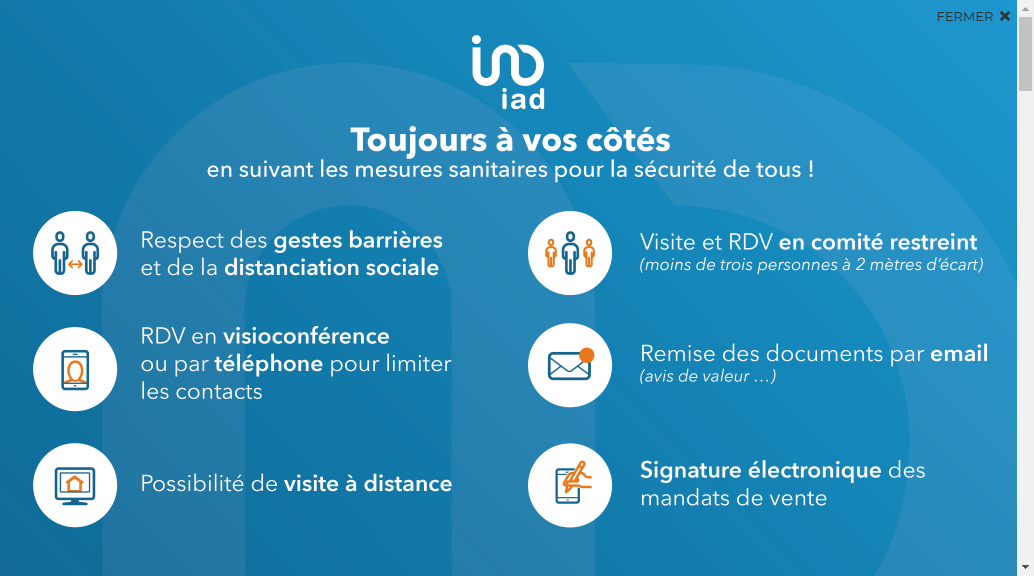 FERMER ✕
iad
Toujours à vos côtés
en suivant les mesures sanitaires pour la sécurité de tous !
Respect des gestes barrières
et de la distanciation sociale
Visite et RDV en comité restreint
(moins de trois personnes à 2 mètres d'écart)
RDV en visioconférence
ou par téléphone pour limiter
les contacts
Remise des documents par email
(avis de valeur ...)
Possibilité de visite à distance
Signature électronique des
mandats de vente